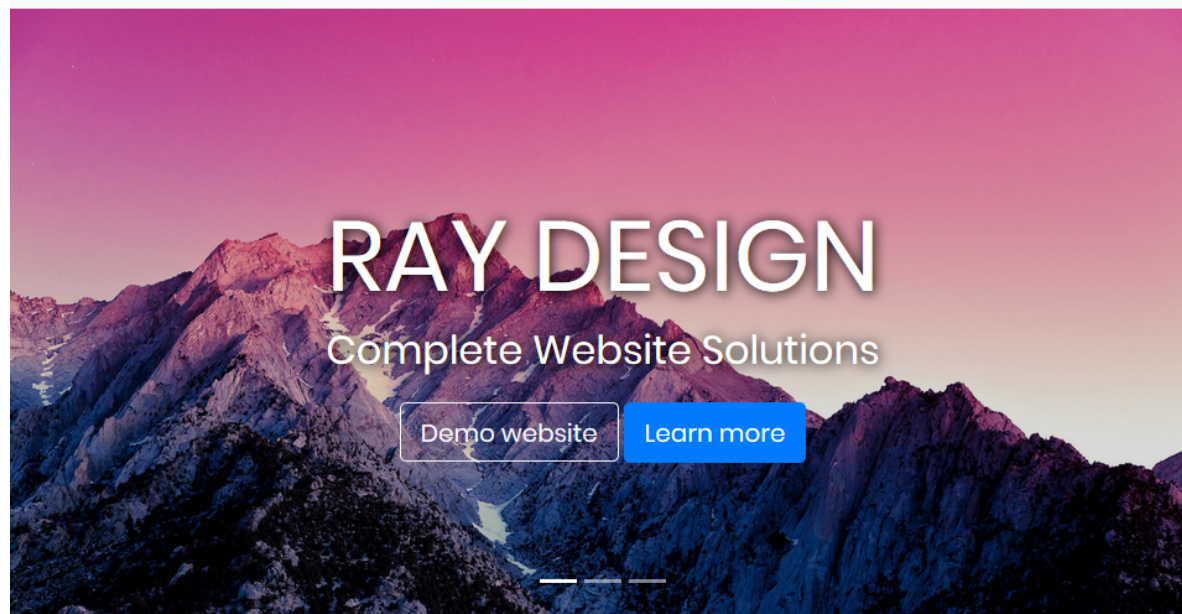 RAY DESIGN
Complete Website Solutions
Demo website
Learn more